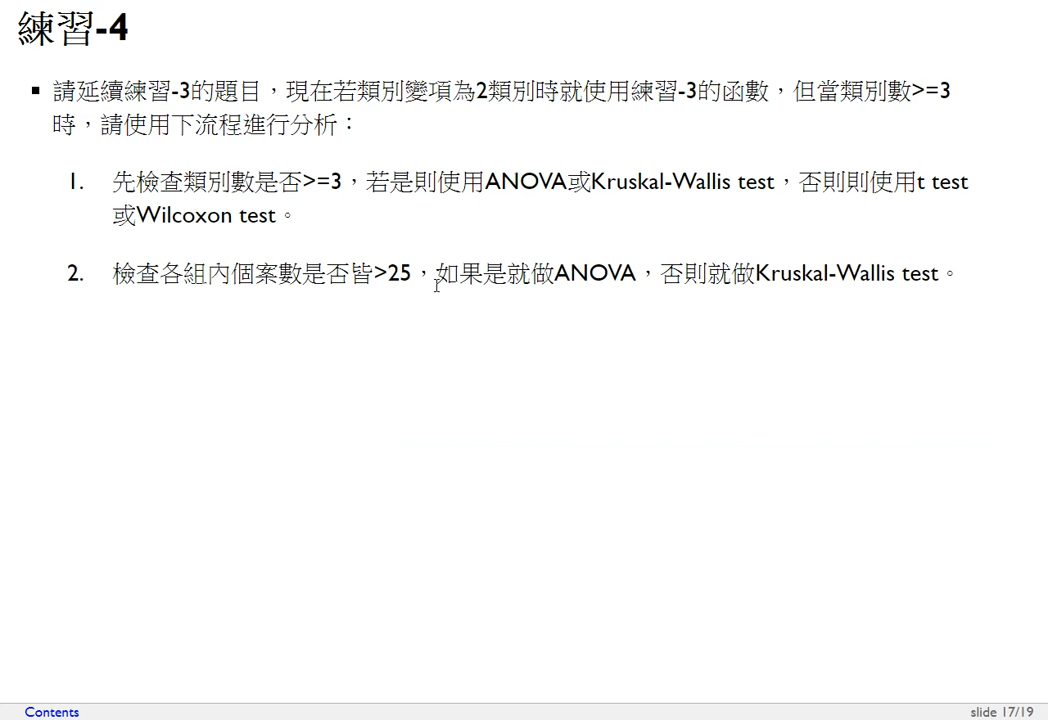 練習-4
▪ 請延續練習-3的題目，現在若類別變項為2類別時就使用練習-3的函數，但當類別數>=3
時，請使用下流程進行分析：
1. 先檢查類別數是否>=3，若是則使用ANOVA或Kruskal-Wallis test，否則則使用t test
或Wilcoxon test。
2. 檢查各組內個案數是否皆>25，如果是就做ANOVA，否則就做Kruskal-Wallis test。
Contents
slide 17/19